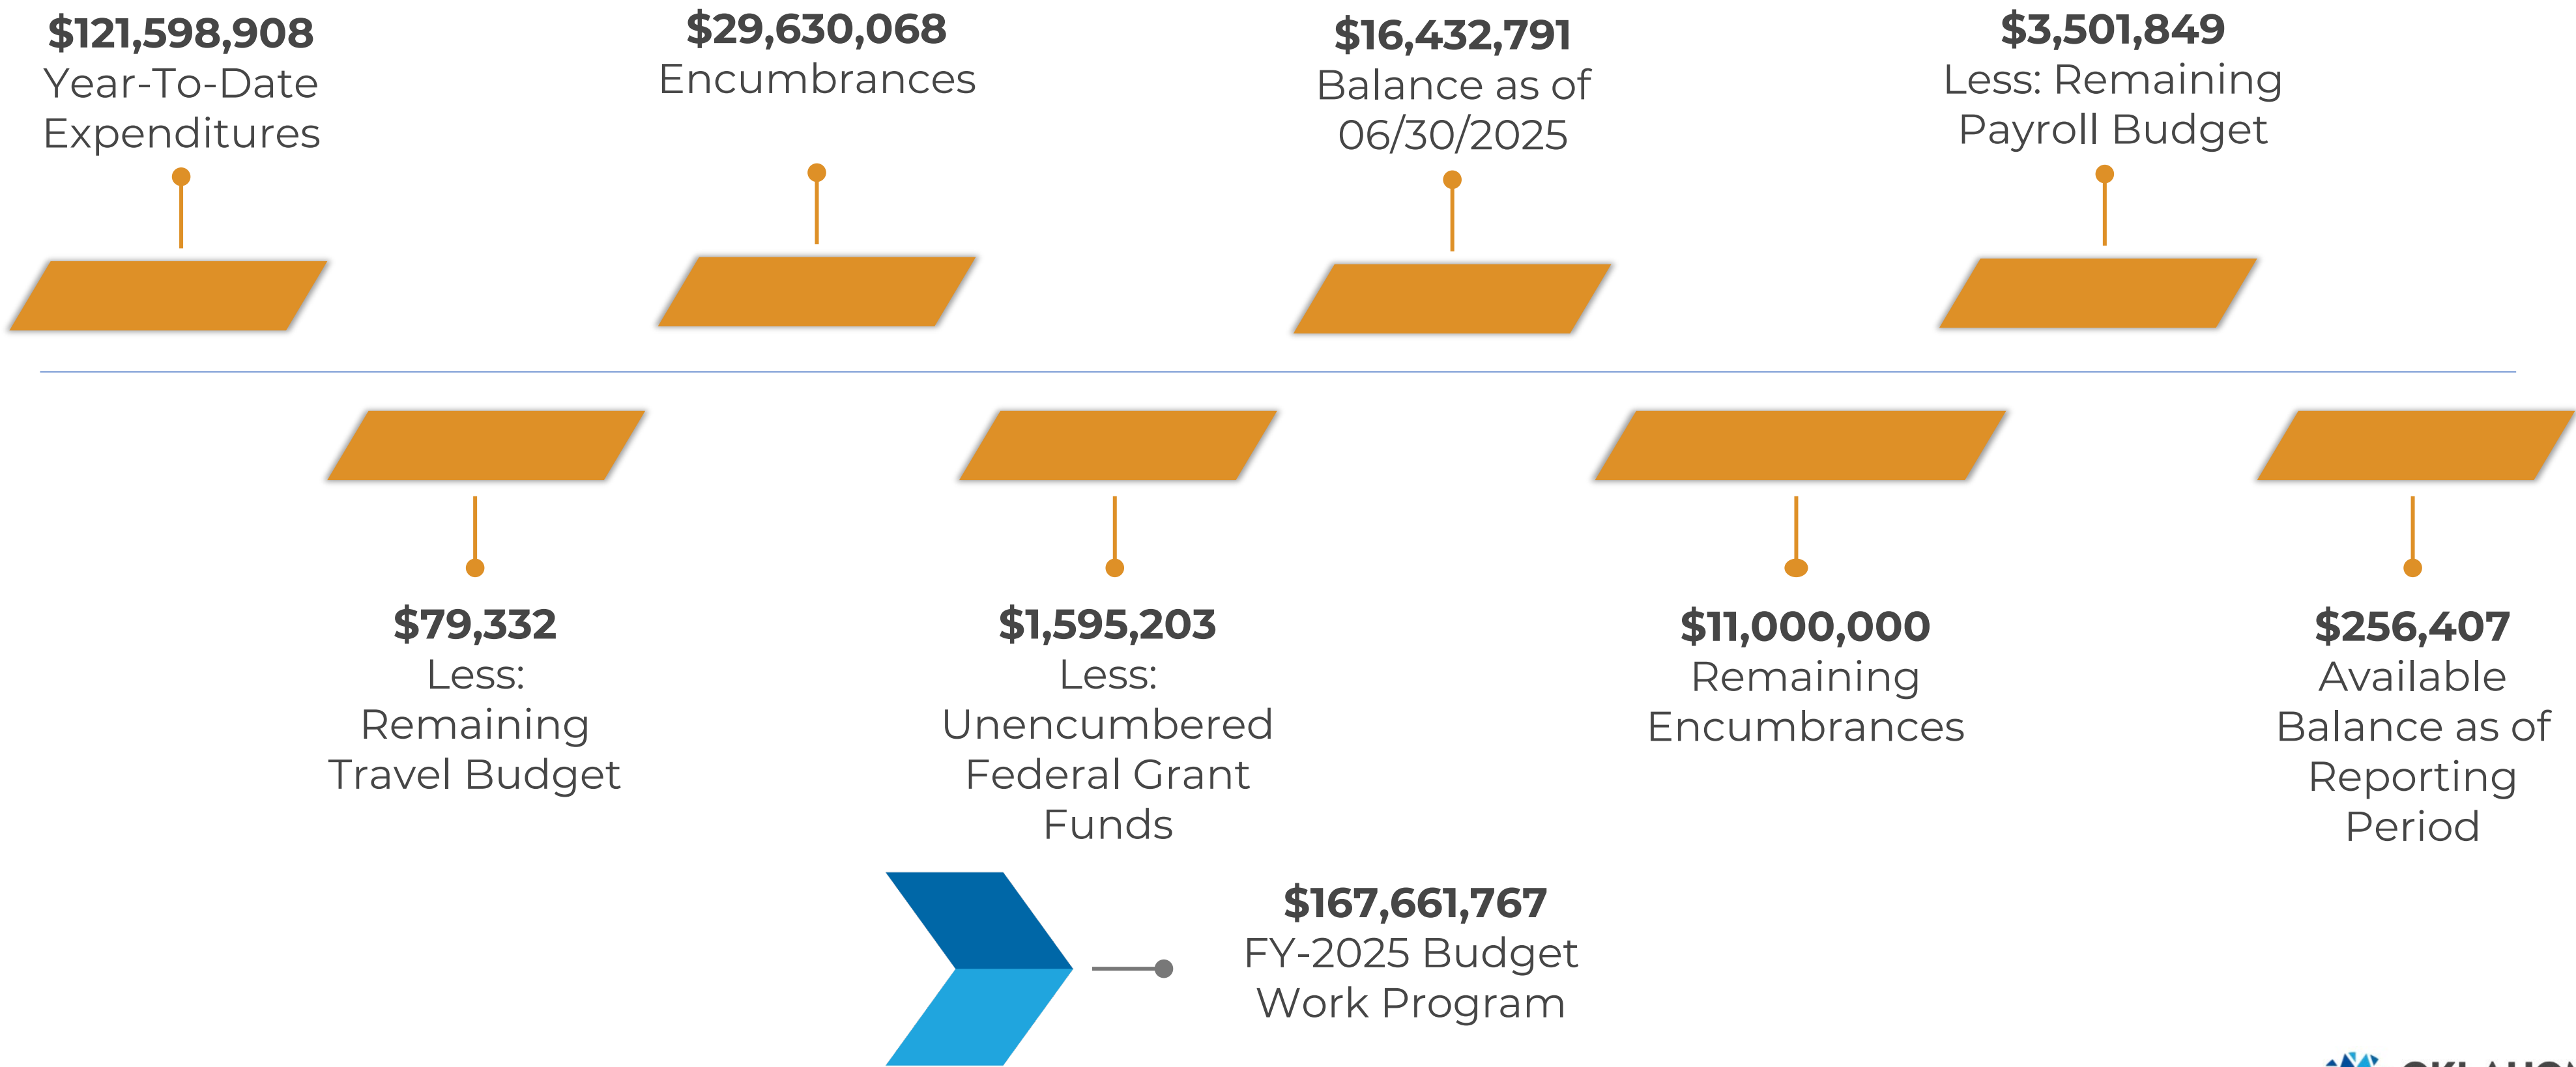 $121,598,908
Year-To-Date
Expenditures
$29,630,068
Encumbrances
$16,432,791
Balance as of
06/30/2025
$3,501,849
Less: Remaining
Payroll Budget
$79,332
Less:
Remaining
Travel Budget
$1,595,203
Less:
Unencumbered
Federal Grant
Funds
$11,000,000
Remaining
Encumbrances
$256,407
Available
Balance as of
Reporting
Period
$167,661,767
FY-2025 Budget
Work Program